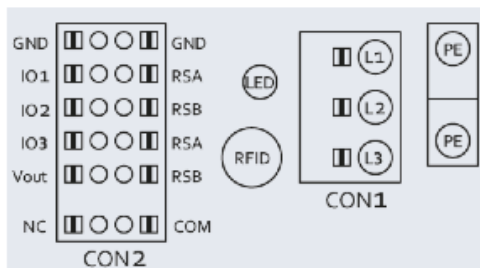 GND GND
IO1 RSA
IO2 RSB
IO3 RSA
Vout RSB
NC COM
CON2
LED
RFID
L1
L2
L3
CON1
PE
PE